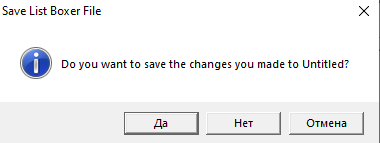 Save List Boxer File
Do you want to save the changes you made to Untitled?
Да
Нет
Отмена